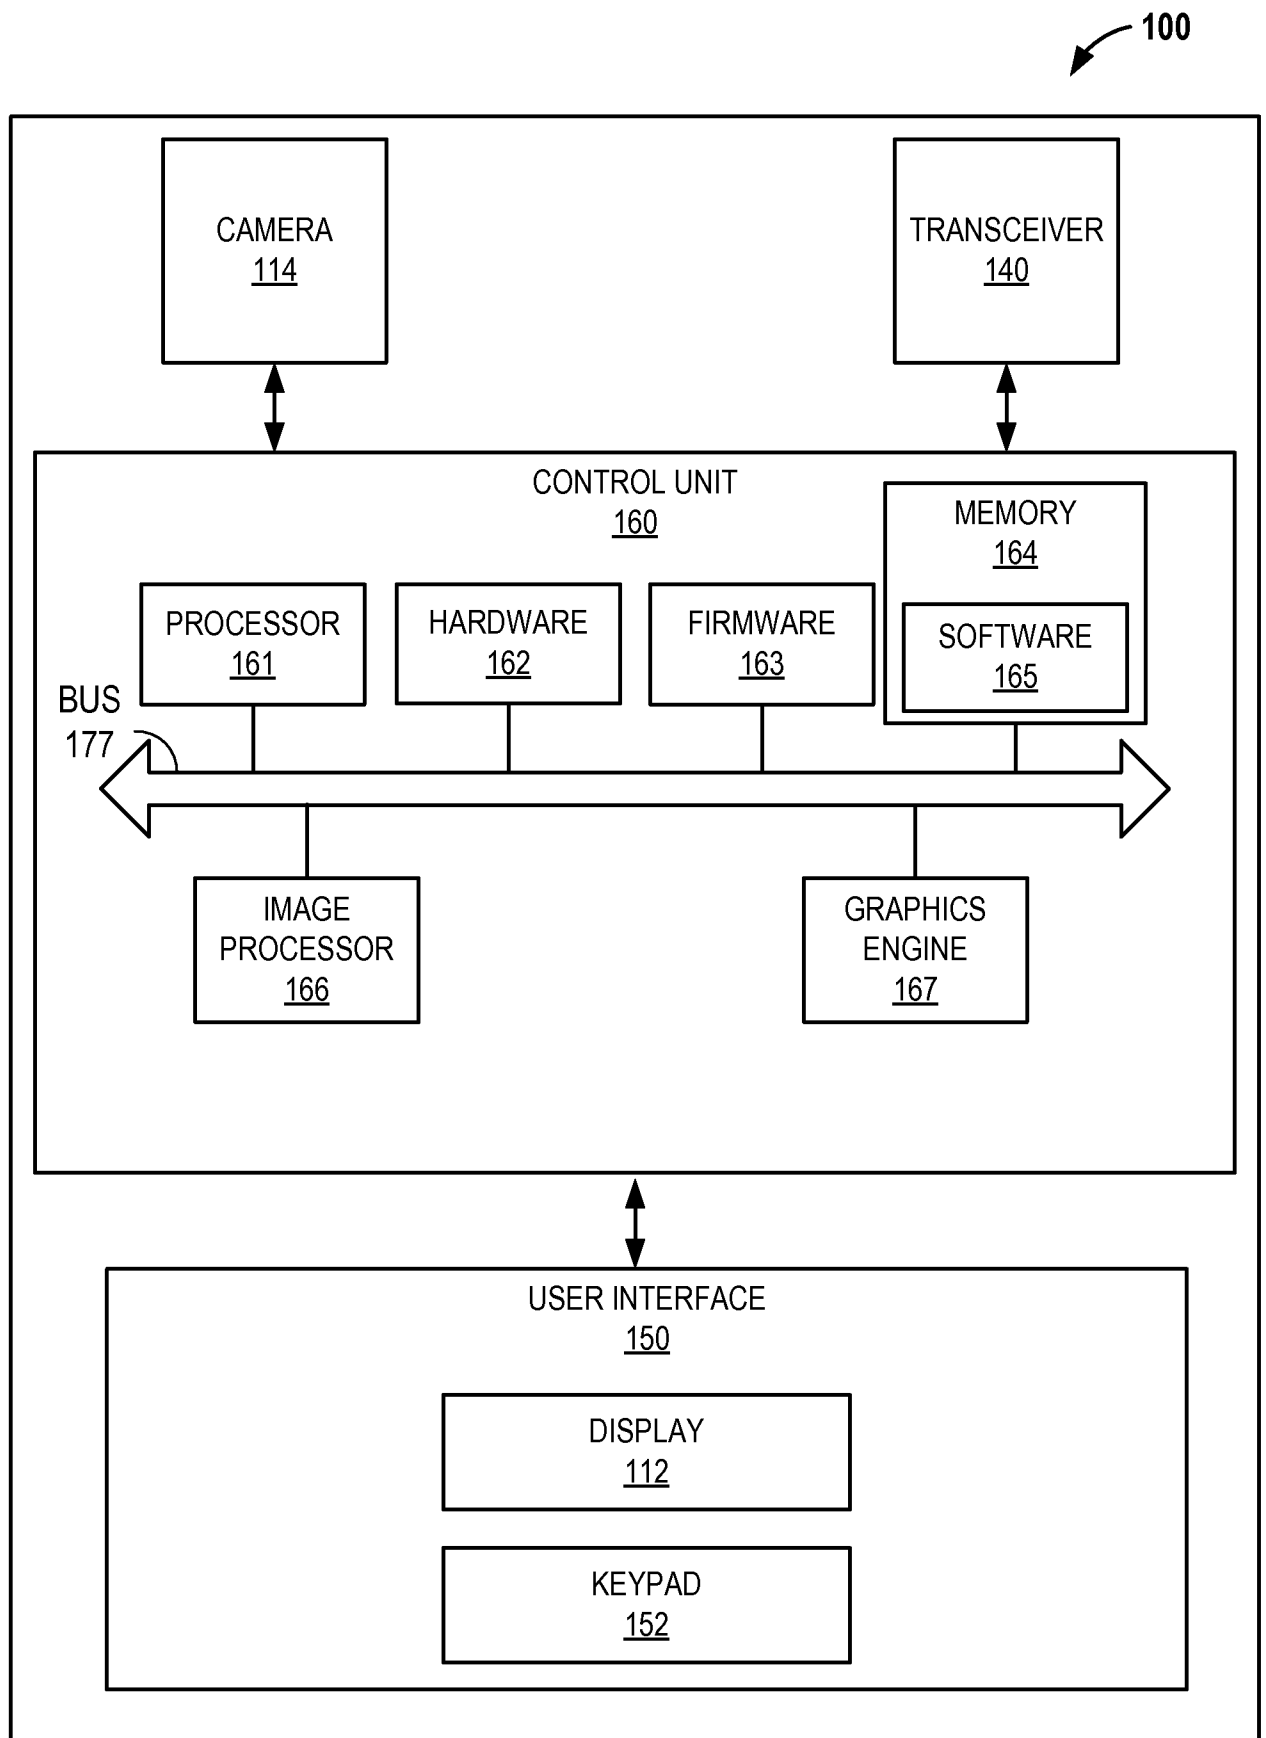 100
CAMERA
114
TRANSCEIVER
140
CONTROL UNIT
160
MEMORY
164
PROCESSOR
161
HARDWARE
162
FIRMWARE
163
SOFTWARE
165
BUS
177
IMAGE
PROCESSOR
166
GRAPHICS
ENGINE
167
USER INTERFACE
150
DISPLAY
112
KEYPAD
152